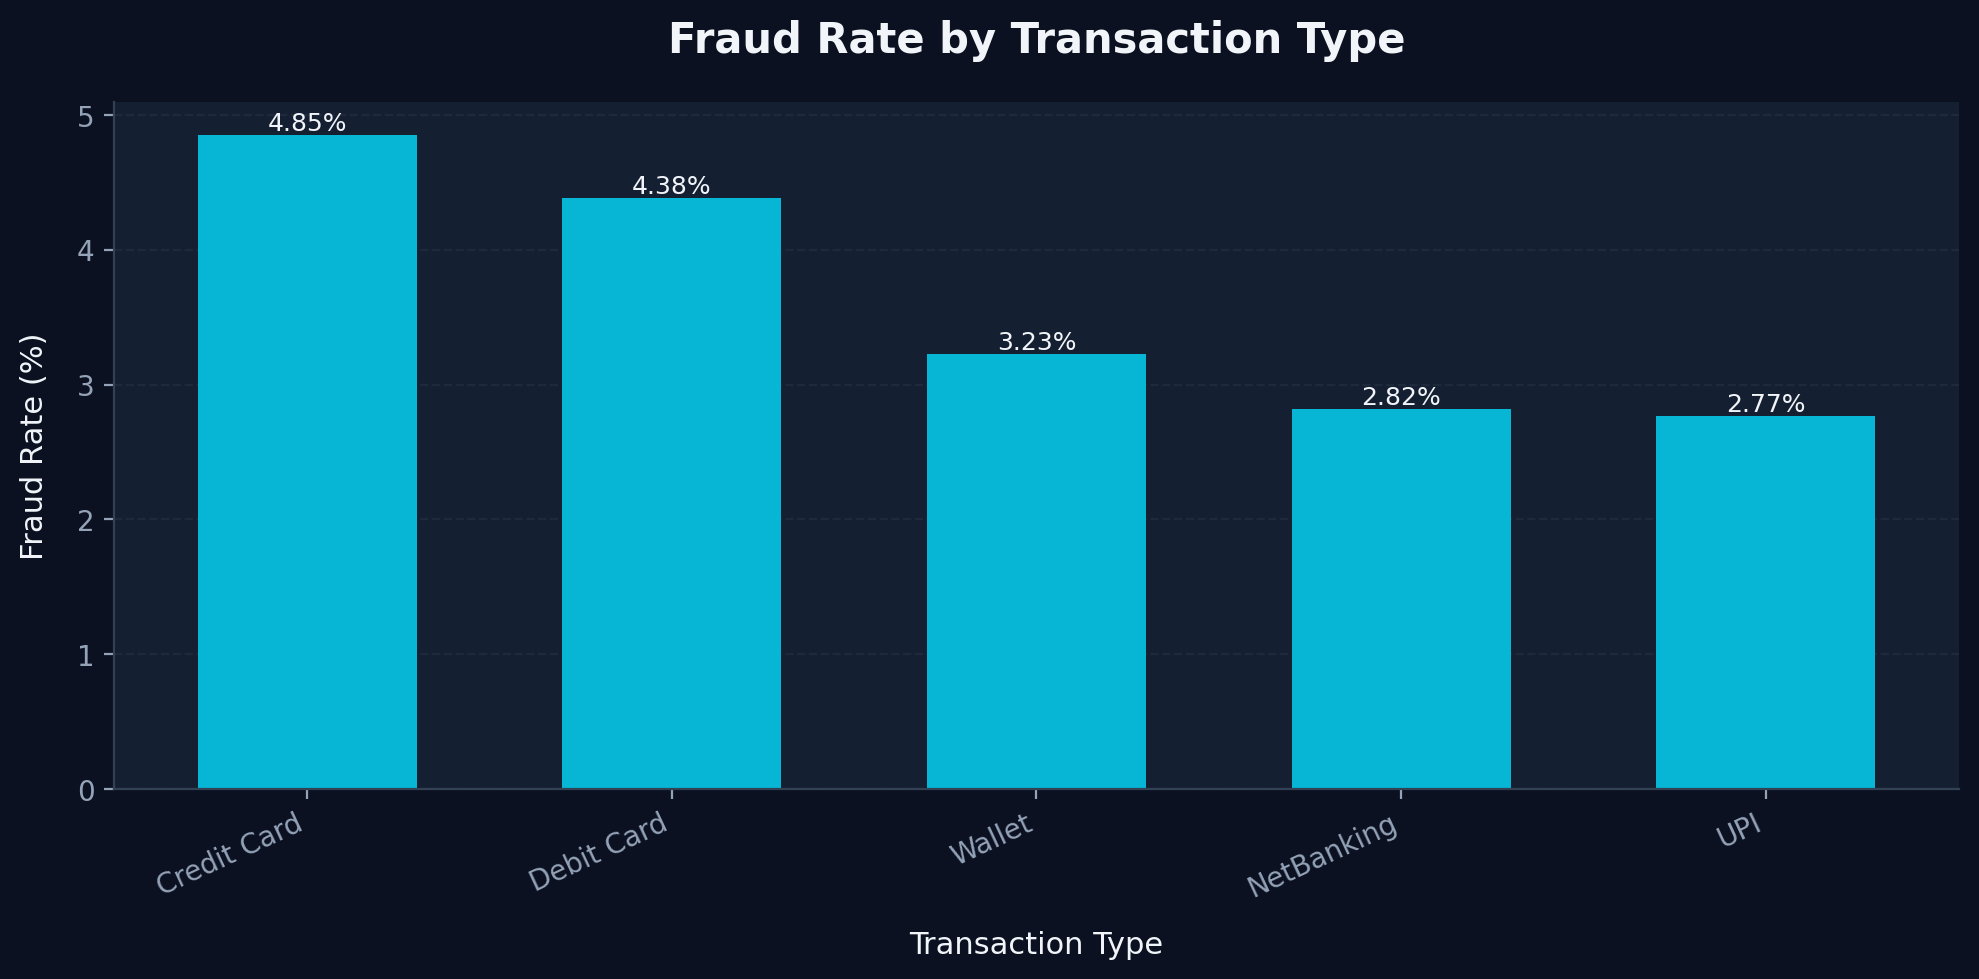 Fraud Rate by Transaction Type
Fraud Rate (%)
5
4
3
2
1
0
4.85%
4.38%
3.23%
2.82%
2.77%
Credit Card
Debit Card
Wallet
NetBanking
UPI
Transaction Type